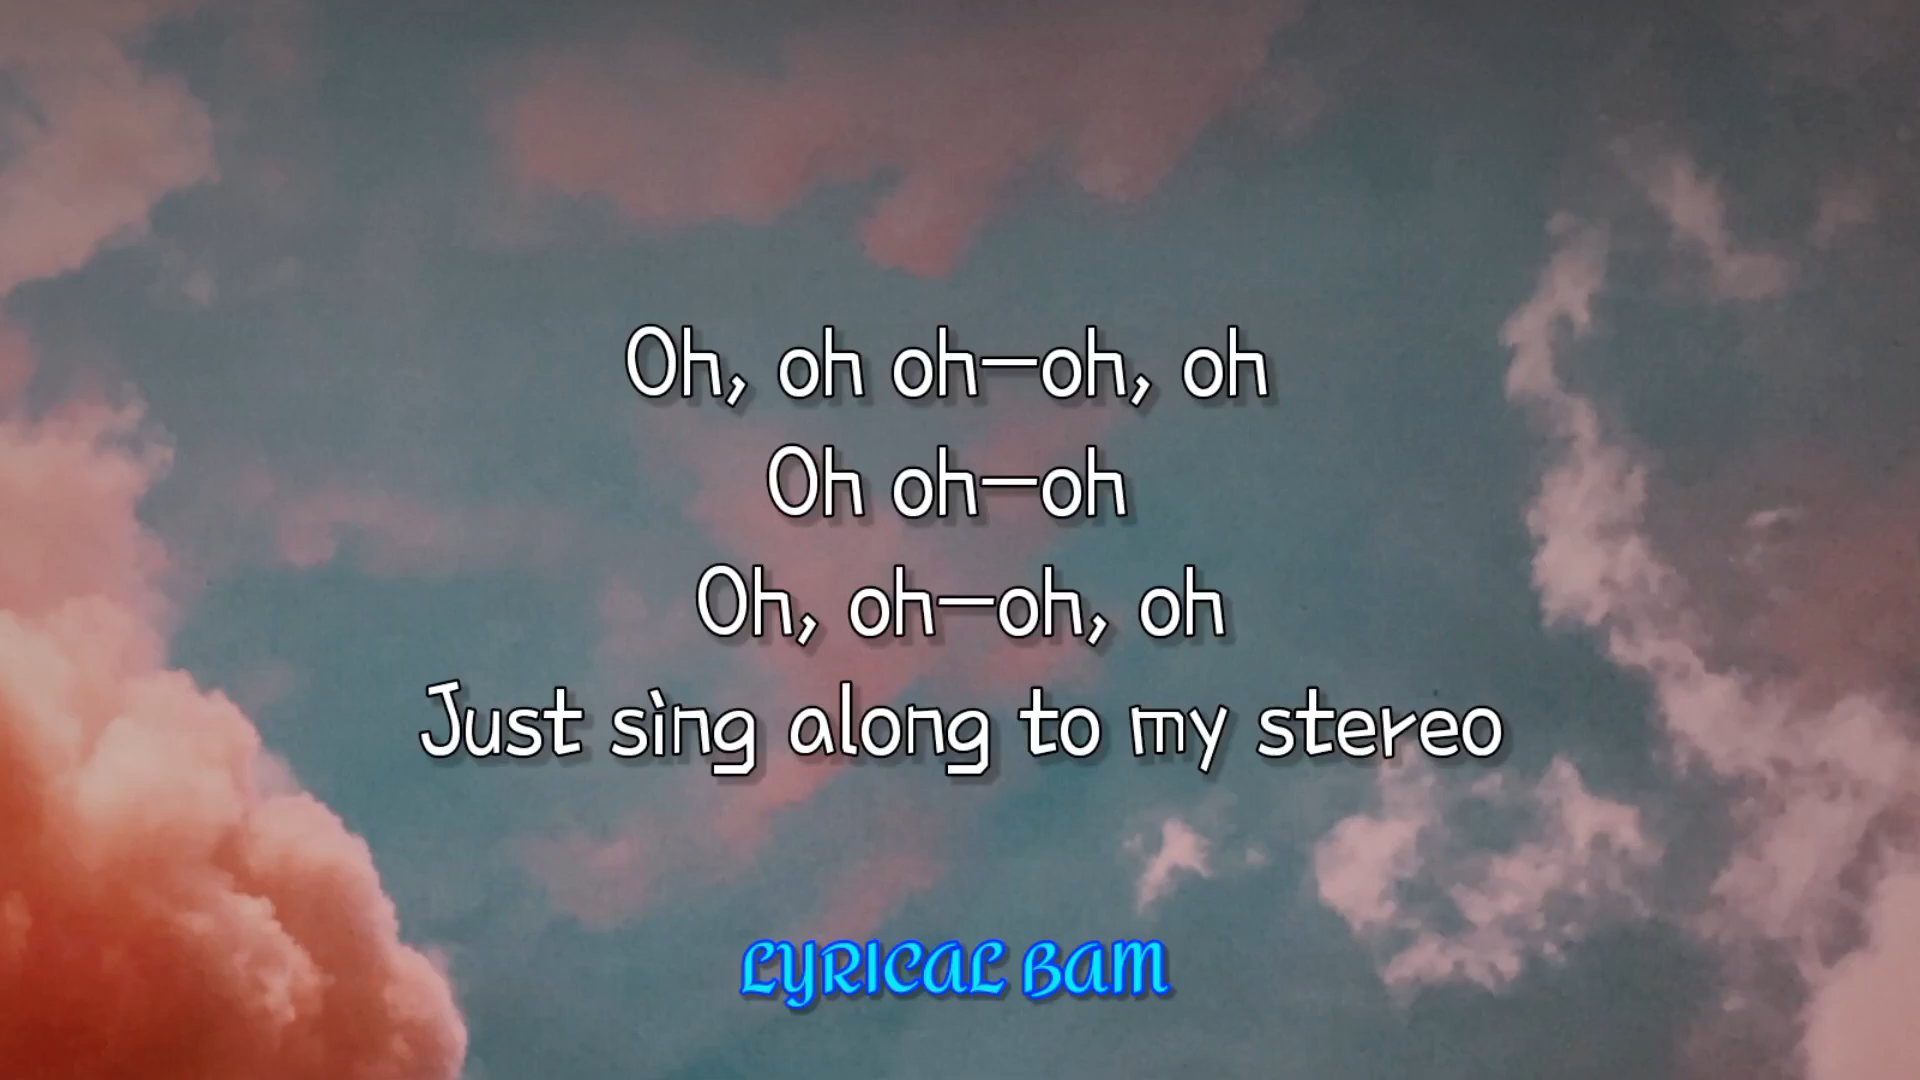 Oh, oh oh–oh, oh
Oh oh–oh
Oh, oh–oh, oh
Just sing along to my stereo
LYRICAL BAM